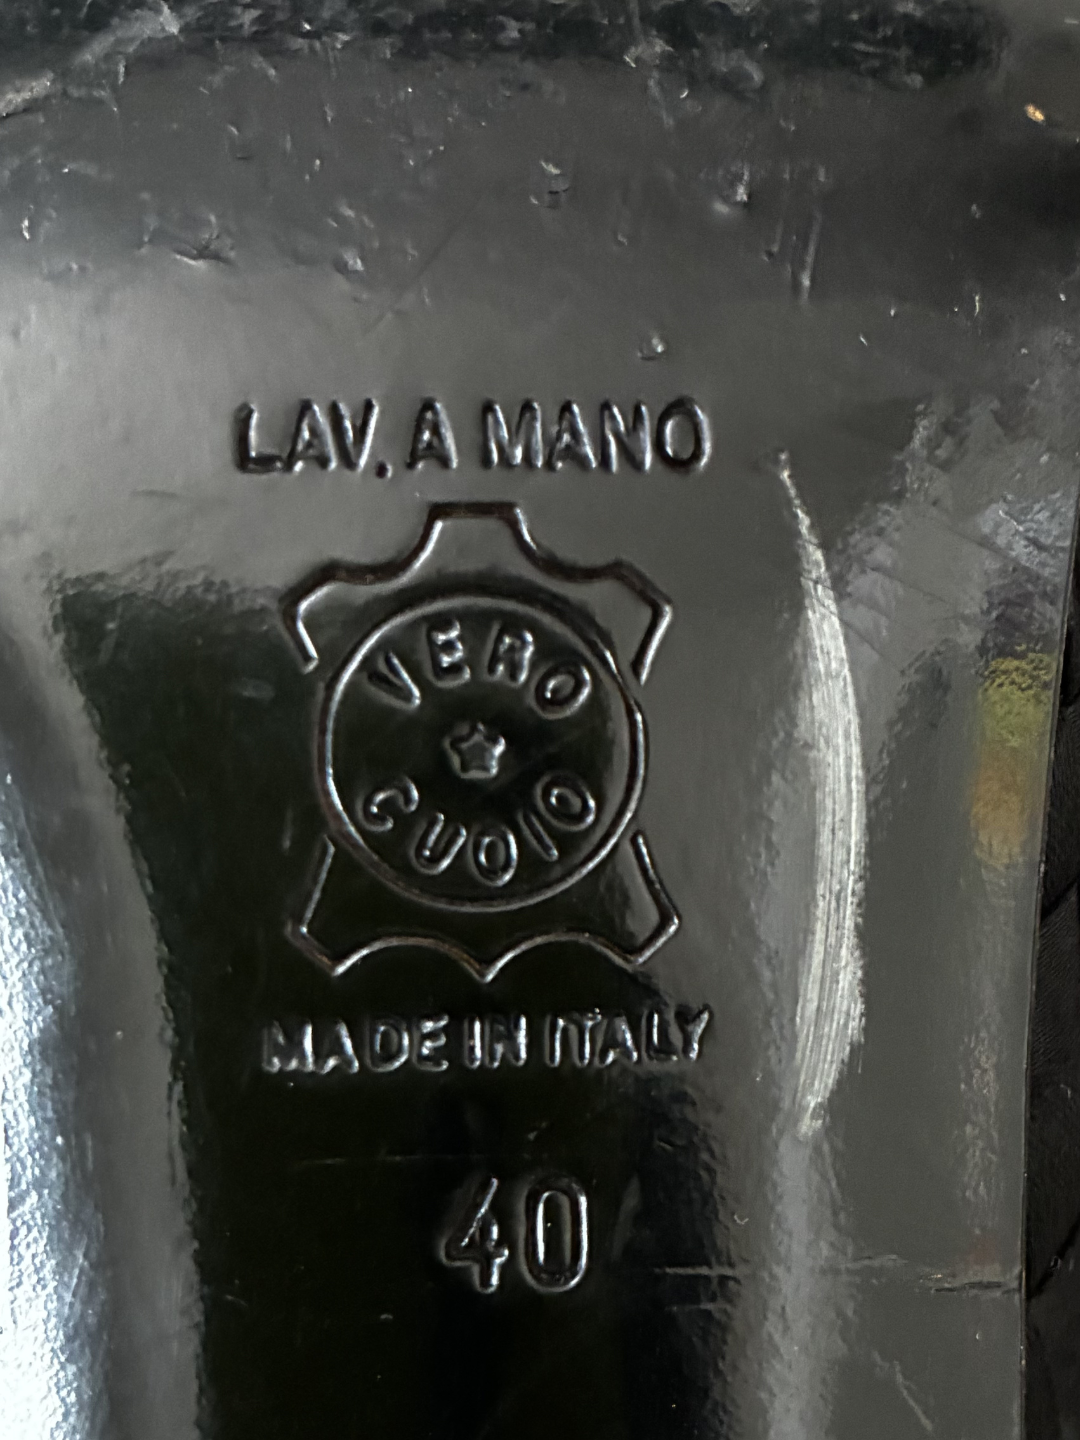 LAV. A MANO
VERO
CUOIO
MADE IN ITALY
40